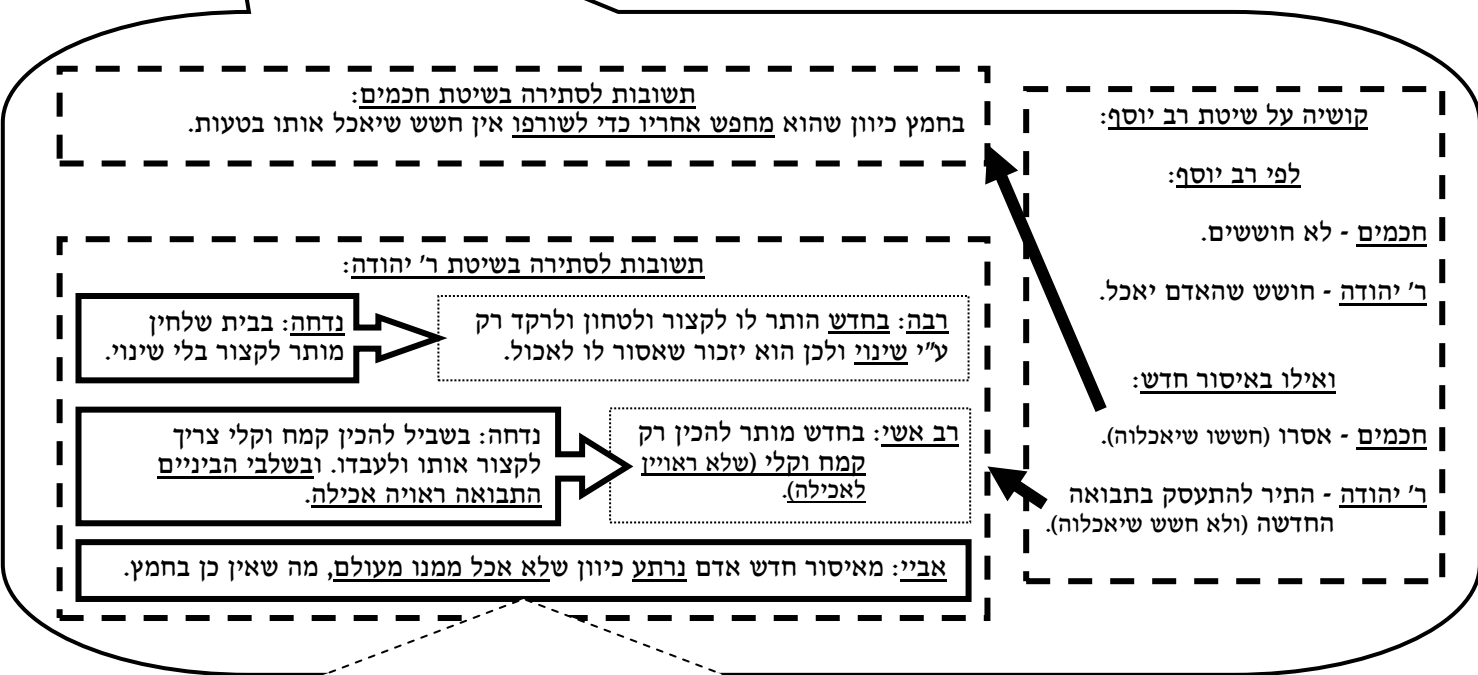 קושיה על שיטת רב יוסף:
לפי רב יוסף:
חכמים - לא חוששים.
ר' יהודה - חושש שהאדם יאכל.
ואילו באיסור חדש:
חכמים - אסרו (חששו שיאכלוה).
ר' יהודה - התיר להתעסק בתבואה
החדשה (ולא חשש שיאכלוה).
תשובות לסתירה בשיטת חכמים:
בחמץ כיוון שהוא מחפש אחריו כדי לשורפו אין חשש שיאכל אותו בטעות.
תשובות לסתירה בשיטת ר' יהודה:
רבה: בחדש הותר לו לקצור ולטחון ולרקד רק
ע"י שינוי ולכן הוא יזכור שאסור לו לאכול.
נדחה: בבית שלחין
מותר לקצור בלי שינוי.
רב אשי: בחדש מותר להכין רק
קמח וקלי (שלא ראויין
לאכילה).
נדחה: בשביל להכין קמח וקלי צריך
לקצור אותו ולעבדו. ובשלבי הביניים
התבואה ראויה אכילה.
אביי: מאיסור חדש אדם נרתע כיוון שלא אכל ממנו מעולם, מה שאין כן בחמץ.